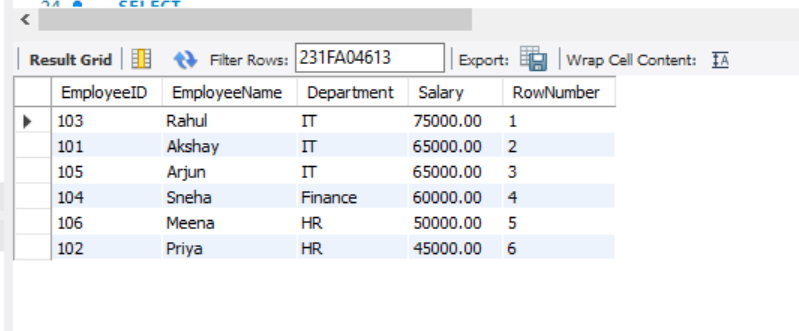 24 SELECT
Result Grid Filter Rows: 231FA04613 Export: Wrap Cell Content: IA
EmployeeID EmployeeName Department Salary RowNumber
103 Rahul IT 75000.00 1
101 Akshay IT 65000.00 2
105 Arjun IT 65000.00 3
104 Sneha Finance 60000.00 4
106 Meena HR 50000.00 5
102 Priya HR 45000.00 6